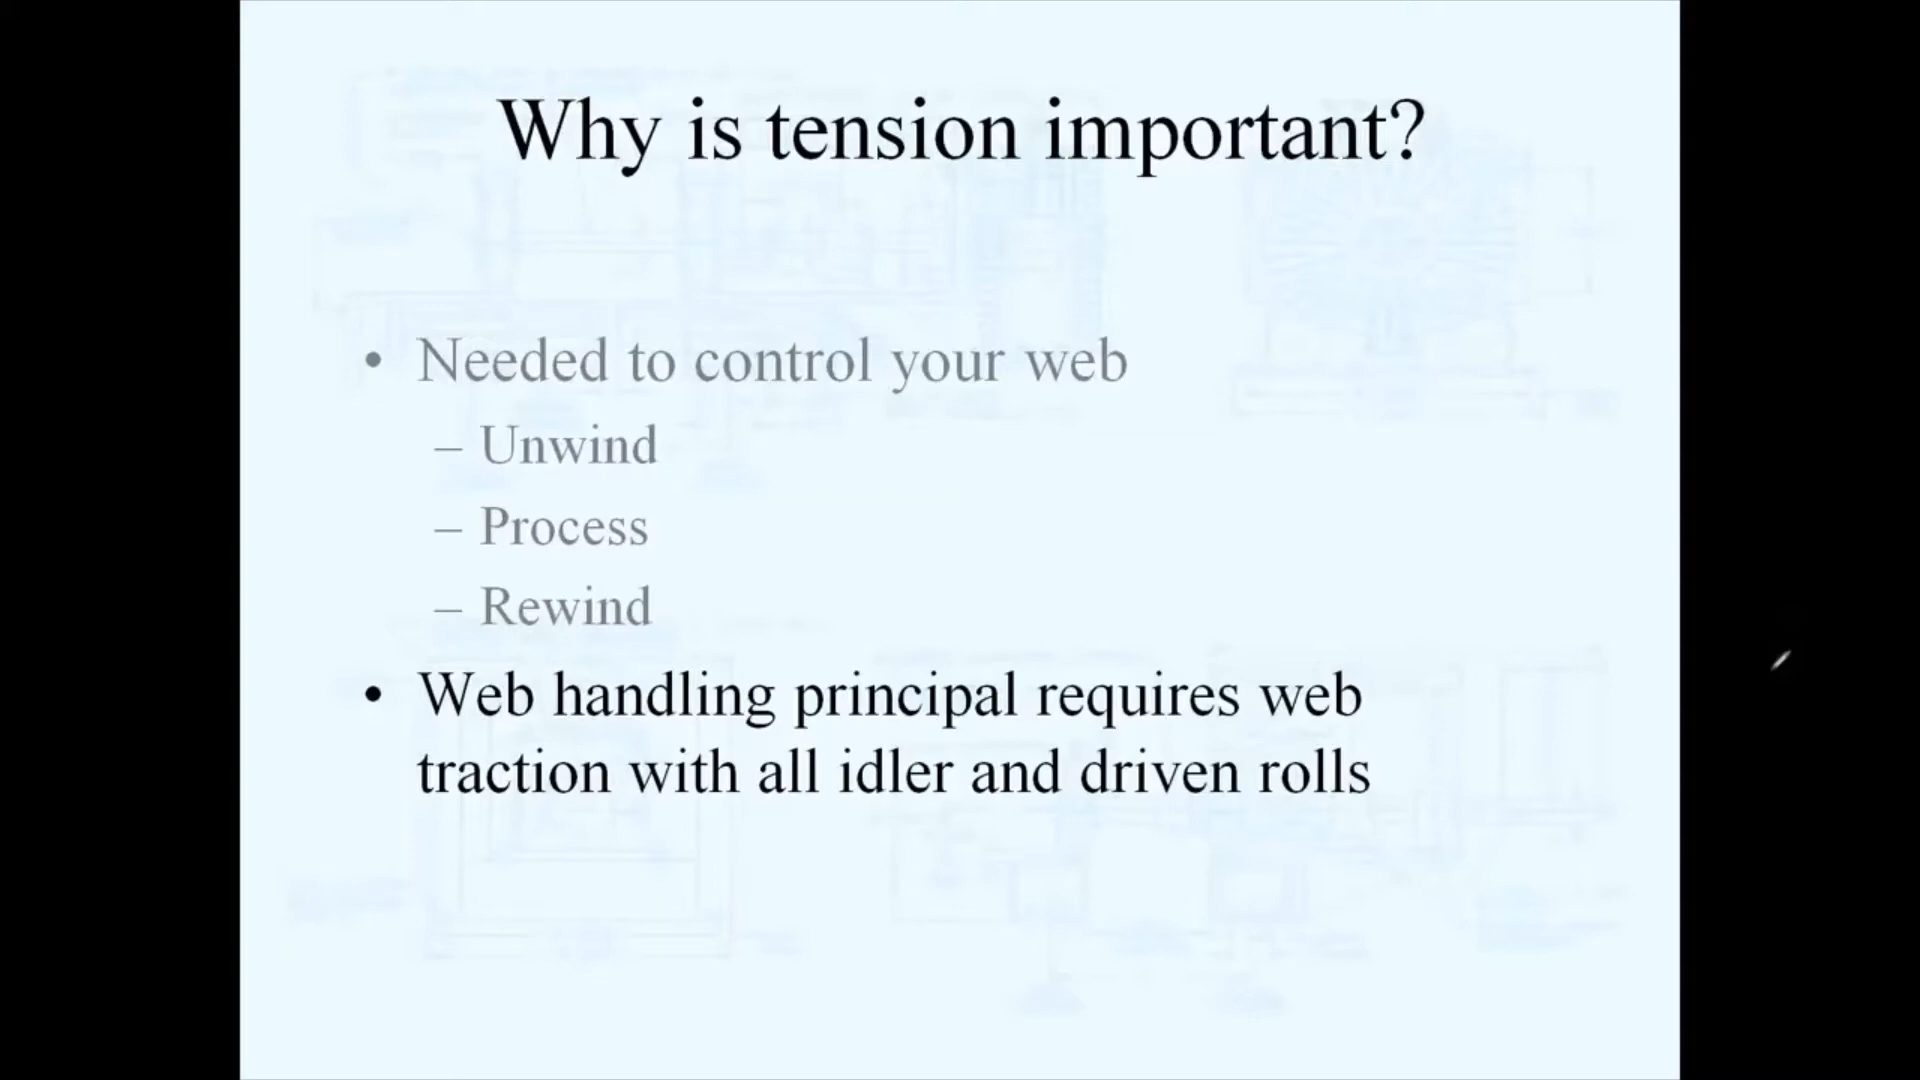 Why is tension important?
• Needed to control your web
– Unwind
– Process
– Rewind
• Web handling principal requires web
traction with all idler and driven rolls